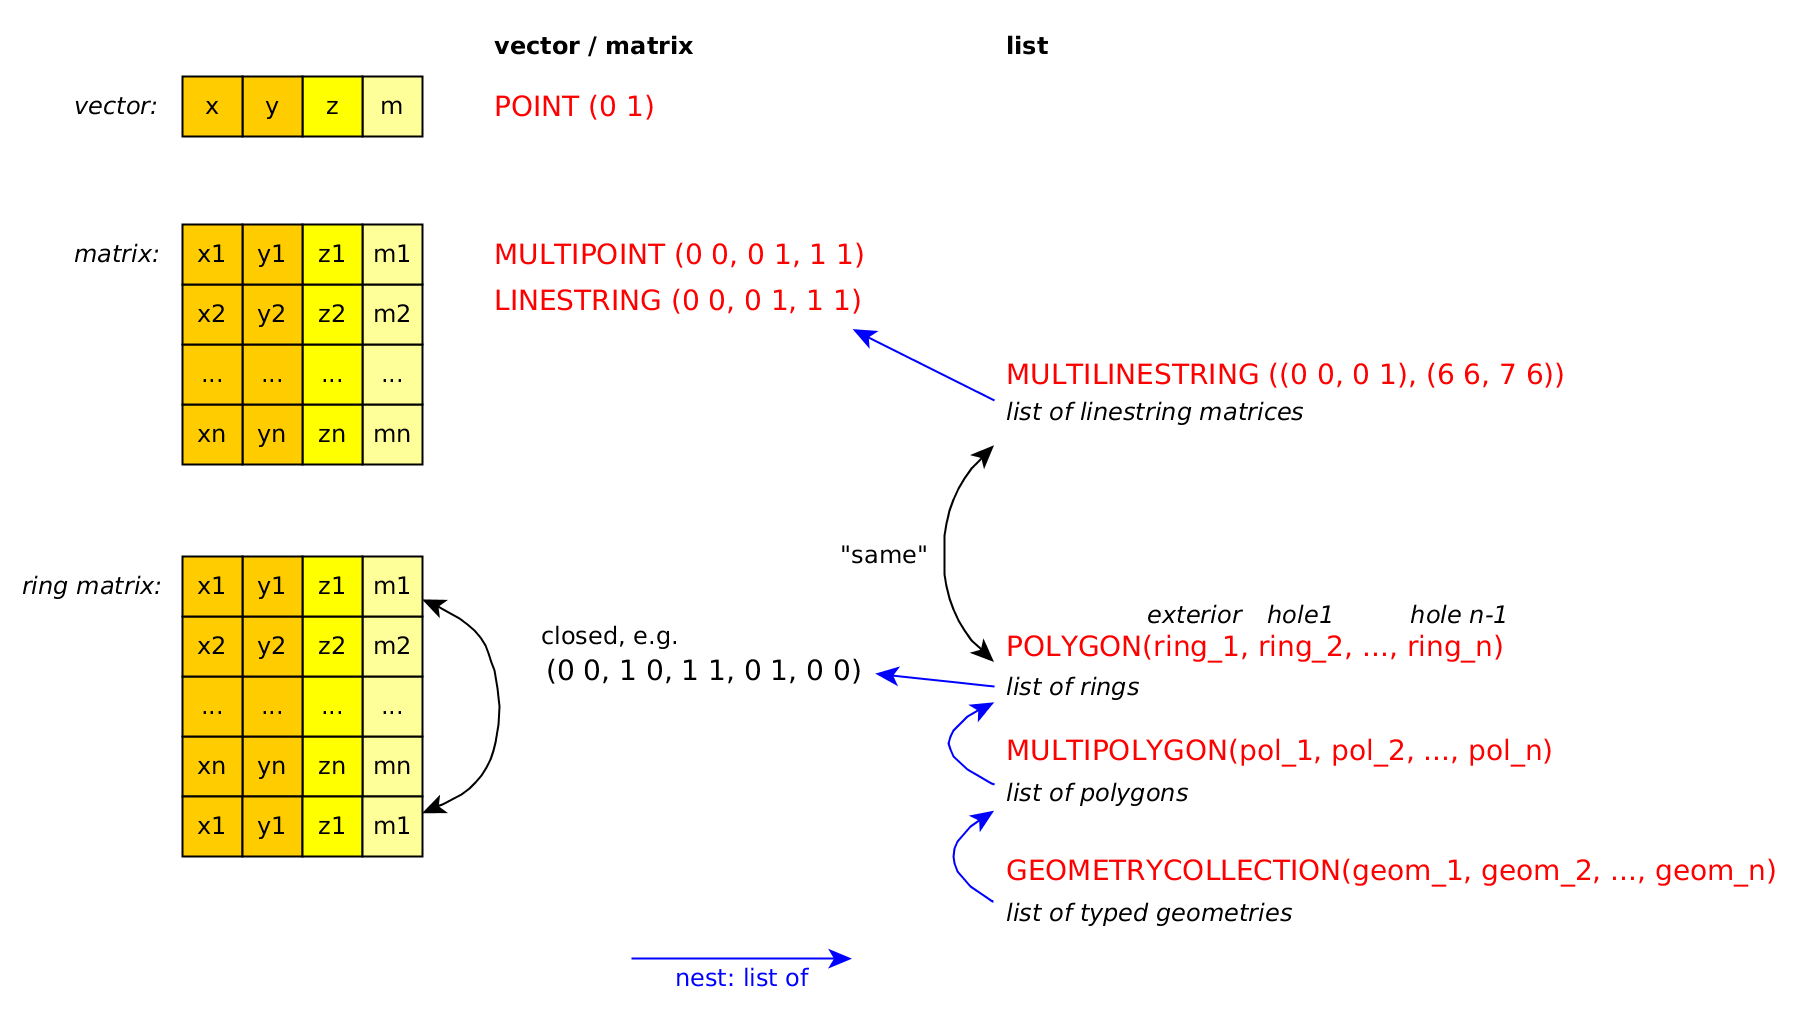 vector / matrix
list
vector:
x y z m
POINT (0 1)
matrix:
x1 y1 z1 m1
x2 y2 z2 m2
... ... ... ...
xn yn zn mn
MULTIPOINT (0 0, 0 1, 1 1)
LINESTRING (0 0, 0 1, 1 1)
MULTILINESTRING ((0 0, 0 1), (6 6, 7 6))
list of linestring matrices
"same"
ring matrix:
x1 y1 z1 m1
x2 y2 z2 m2
... ... ... ...
xn yn zn mn
x1 y1 z1 m1
closed, e.g.
(0 0, 1 0, 1 1, 0 1, 0 0)
exterior hole1 hole n-1
POLYGON(ring_1, ring_2, ..., ring_n)
list of rings
MULTIPOLYGON(pol_1, pol_2, ..., pol_n)
list of polygons
GEOMETRYCOLLECTION(geom_1, geom_2, ..., geom_n)
list of typed geometries
nest: list of